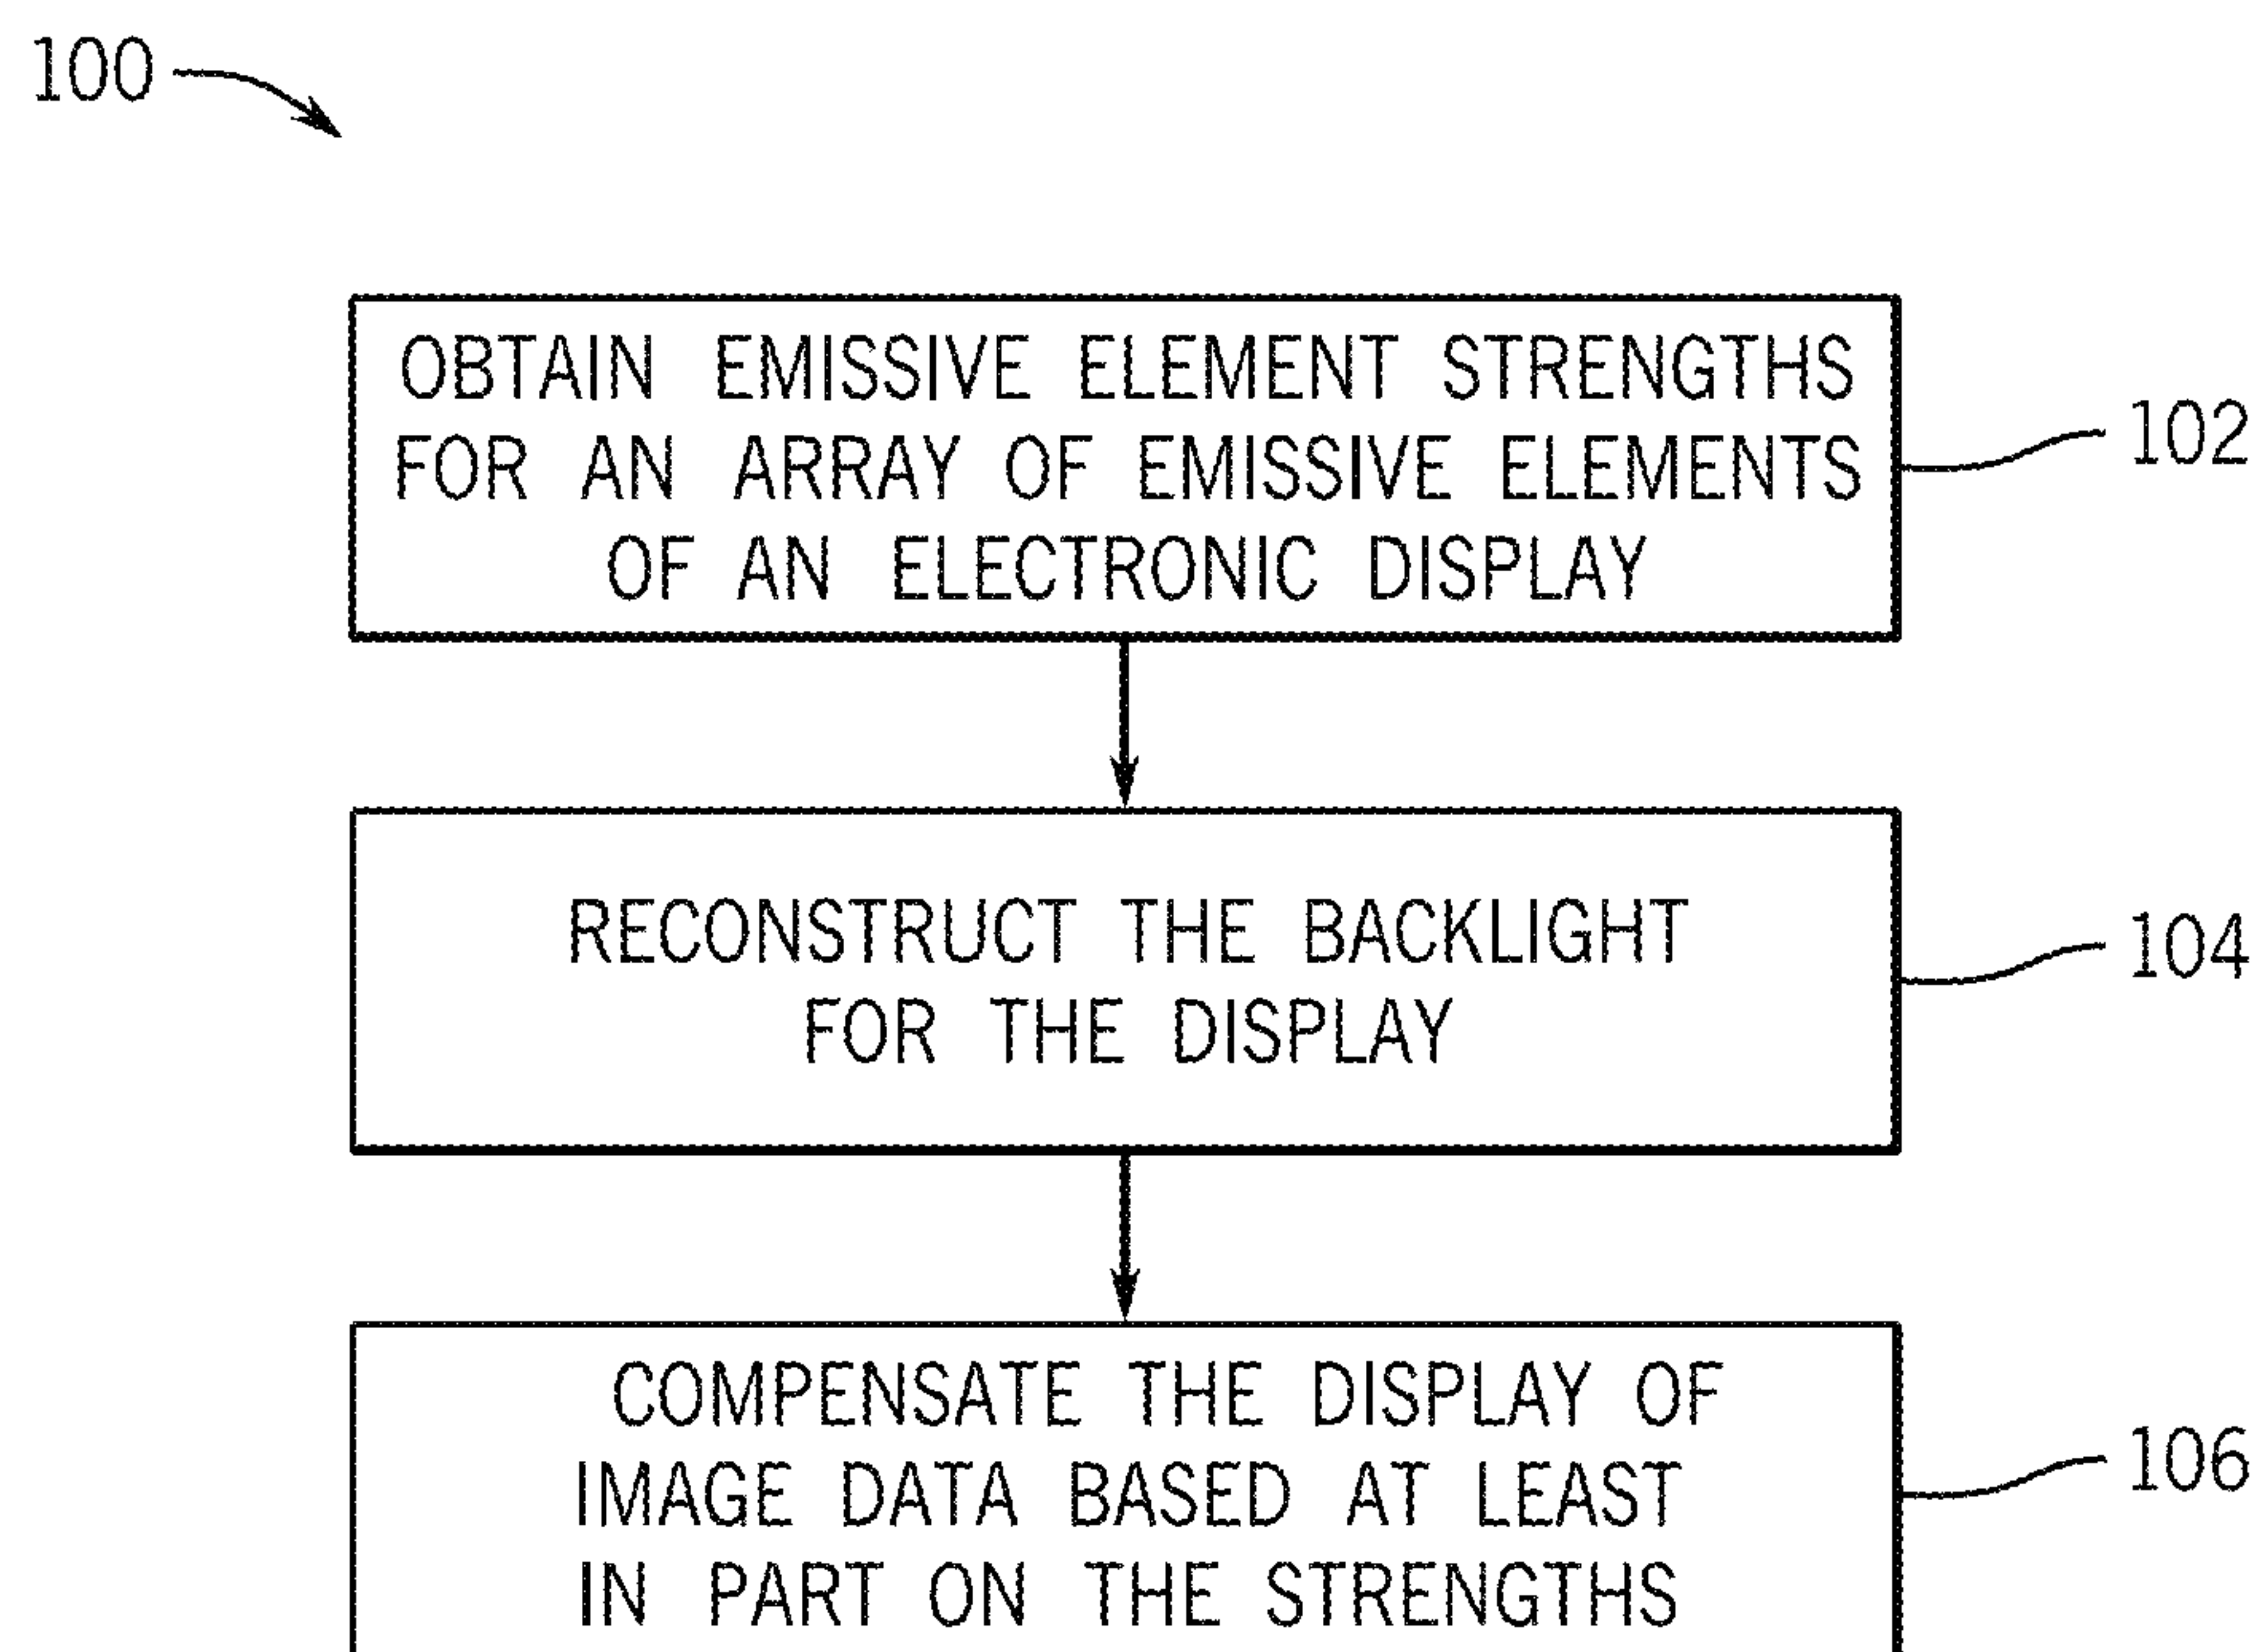 100
OBTAIN EMISSIVE ELEMENT STRENGTHS
FOR AN ARRAY OF EMISSIVE ELEMENTS
OF AN ELECTRONIC DISPLAY
102
RECONSTRUCT THE BACKLIGHT
FOR THE DISPLAY
104
COMPENSATE THE DISPLAY OF
IMAGE DATA BASED AT LEAST
IN PART ON THE STRENGTHS
106